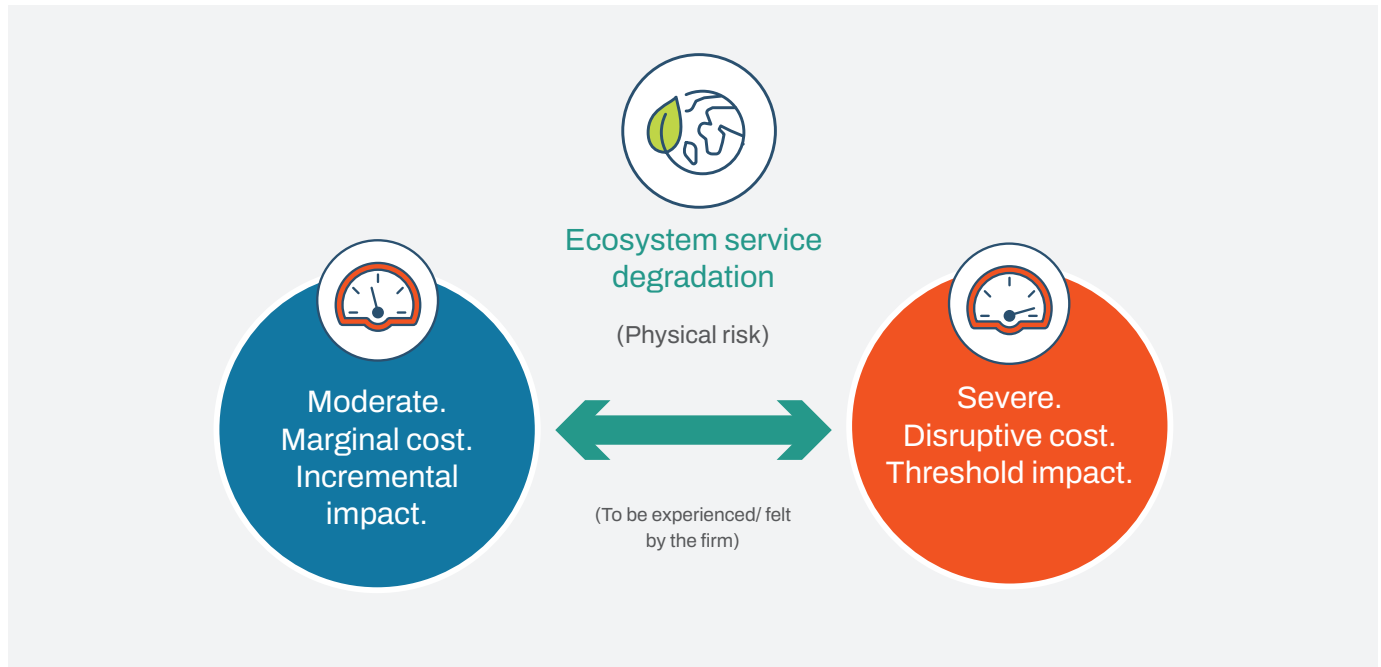 Ecosystem service
degradation
(Physical risk)
Moderate.
Marginal cost.
Incremental
impact.
Severe.
Disruptive cost.
Threshold impact.
(To be experienced/ felt
by the firm)